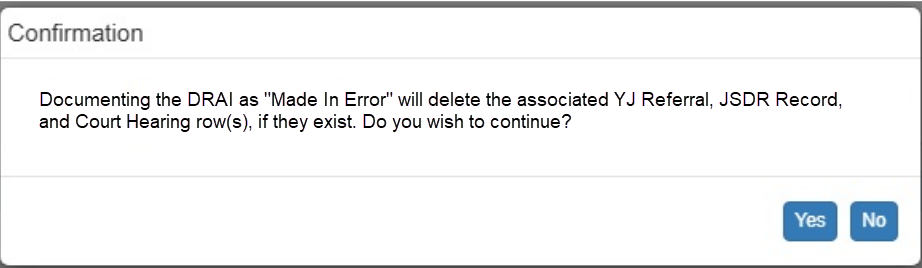 Confirmation
Documenting the DRAI as "Made In Error" will delete the associated YJ Referral, JSDR Record,
and Court Hearing row(s), if they exist. Do you wish to continue?
Yes No